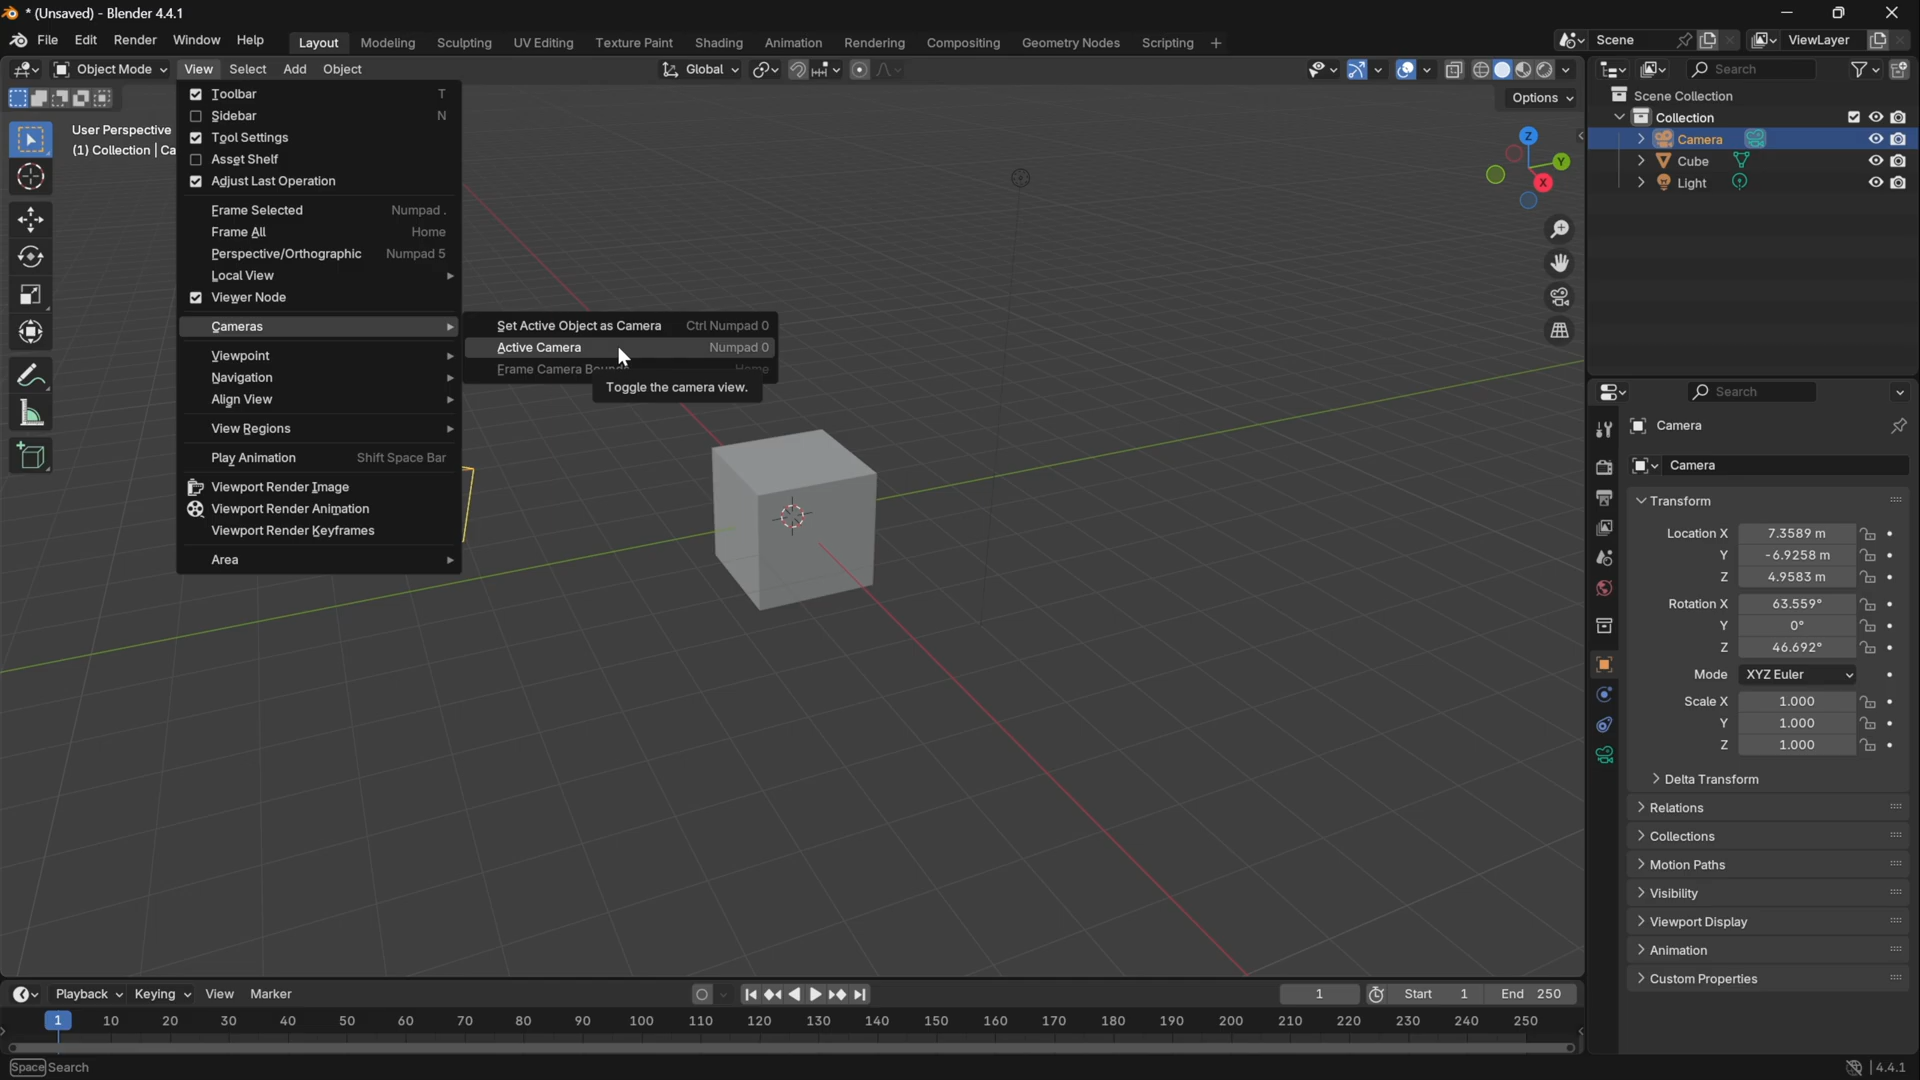 * (Unsaved) - Blender 4.4.1
File Edit Render Window Help Layout Modeling Sculpting UV Editing Texture Paint Shading Animation Rendering Compositing Geometry Nodes Scripting + Scene ViewLayer
Object Mode View Select Add Object Global Search
Options
User Perspective
(1) Collection | Ca
Toolbar T
Sidebar N
Tool Settings
Asset Shelf
Adjust Last Operation
Frame Selected Numpad .
Frame All Home
Perspective/Orthographic Numpad 5
Local View
Viewer Node
Cameras
Viewpoint
Navigation
Align View
View Regions
Play Animation Shift Space Bar
Viewport Render Image
Viewport Render Animation
Viewport Render Keyframes
Area
Set Active Object as Camera Ctrl Numpad 0
Active Camera Numpad 0
Frame Camera Bounds Home
Toggle the camera view.
Z
Y
X
Scene Collection
Collection
Camera
Cube
Light
Search
Camera
Camera
Transform
Location X 7.3589 m
Y -6.9258 m
Z 4.9583 m
Rotation X 63.559°
Y 0°
Z 46.692°
Mode XYZ Euler
Scale X 1.000
Y 1.000
Z 1.000
Delta Transform
Relations
Collections
Motion Paths
Visibility
Viewport Display
Animation
Custom Properties
Playback Keying View Marker 1 Start 1 End 250
1 10 20 30 40 50 60 70 80 90 100 110 120 130 140 150 160 170 180 190 200 210 220 230 240 250
Space Search 4.4.1